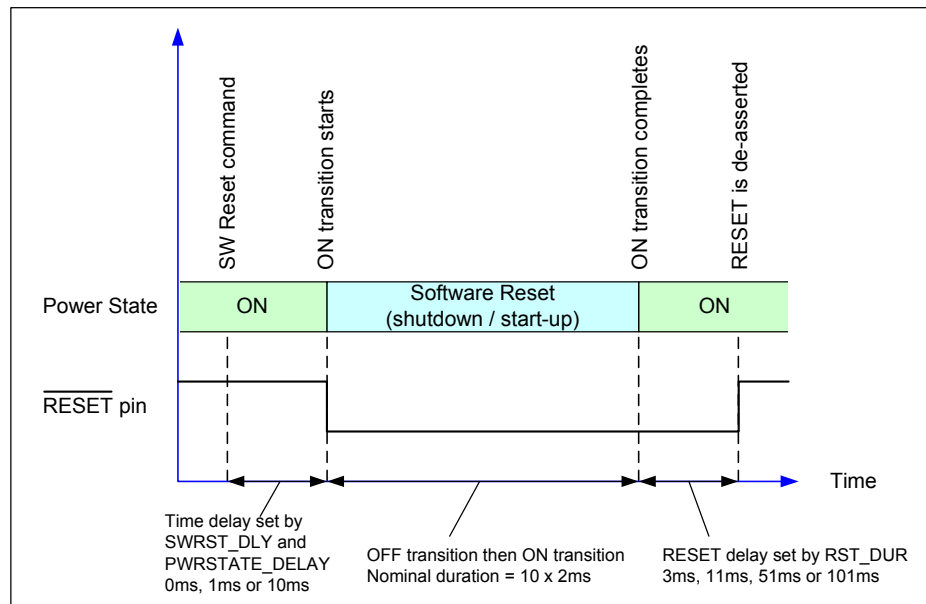 SW Reset command
ON transition starts
ON transition completes
RESET is de-asserted
Power State
ON
Software Reset
(shutdown / start-up)
ON
RESET pin
Time
Time delay set by
SWRST_DLY and
PWRSTATE_DELAY
0ms, 1ms or 10ms
OFF transition then ON transition
Nominal duration = 10 x 2ms
RESET delay set by RST_DUR
3ms, 11ms, 51ms or 101ms